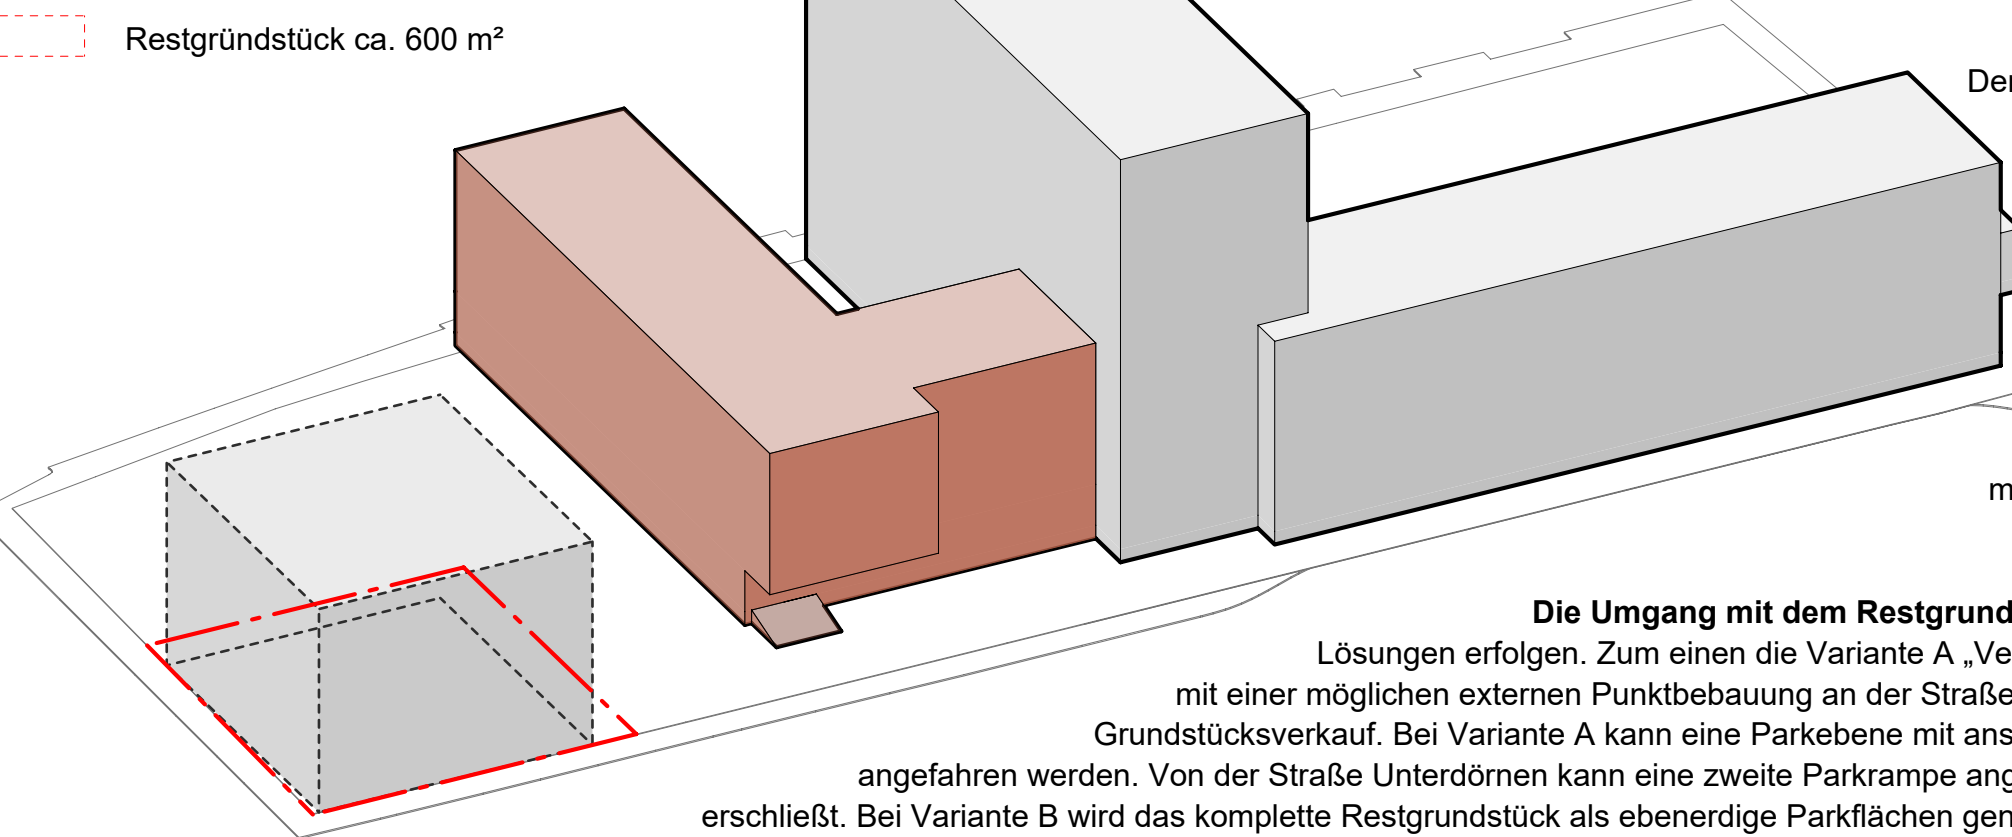 Restgründstück ca. 600 m²
Der
m
Die Umgang mit dem Restgrund
Lösungen erfolgen. Zum einen die Variante A „Ve
mit einer möglichen externen Punktbebauung an der Straße
Grundstücksverkauf. Bei Variante A kann eine Parkebene mit ans
angefahren werden. Von der Straße Unterdörnen kann eine zweite Parkrampe ang
erschließt. Bei Variante B wird das komplette Restgrundstück als ebenerdige Parkflächen gen